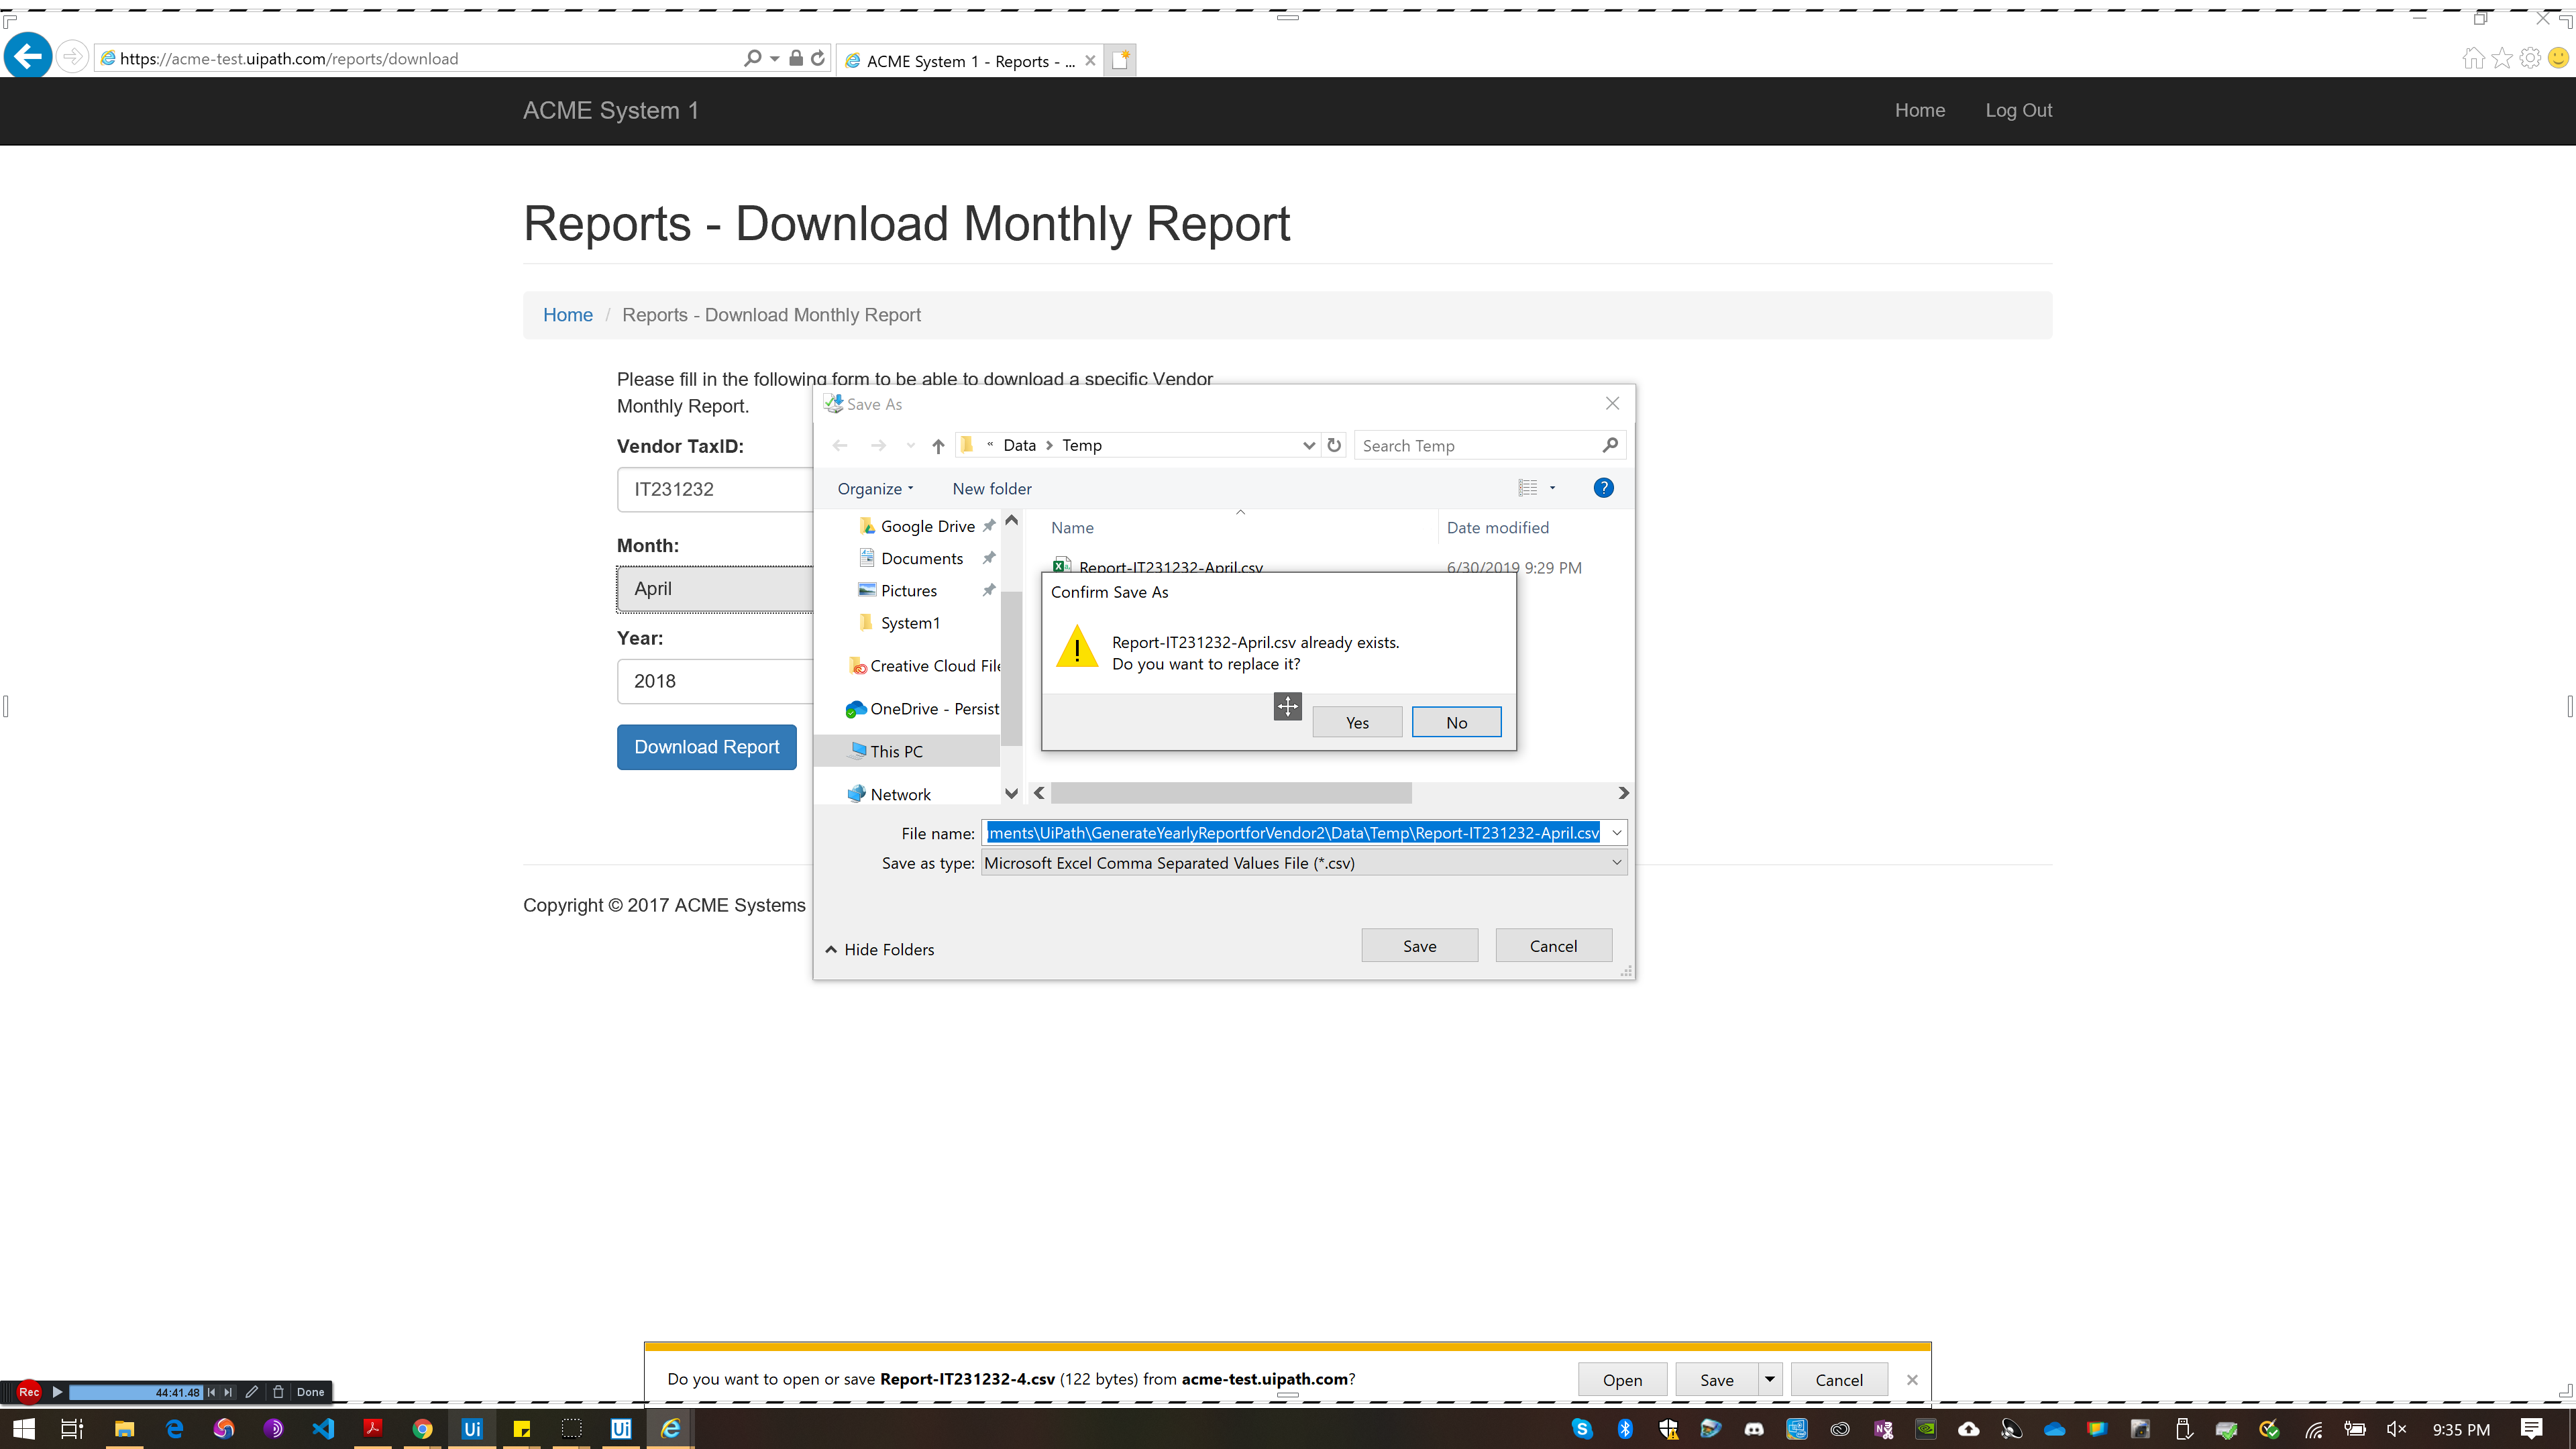 https://acme-test.uipath.com/reports/download
ACME System 1 - Reports - ...
ACME System 1
Home
Log Out
Reports - Download Monthly Report
Home / Reports - Download Monthly Report
Please fill in the following form to be able to download a specific Vendor
Monthly Report.
Vendor TaxID:
IT231232
Month:
April
Year:
2018
Download Report
Copyright © 2017 ACME Systems
Save As
« Data > Temp
Search Temp
Organize
New folder
Google Drive
Documents
Pictures
System1
Creative Cloud File
OneDrive - Persist
This PC
Network
Name
Date modified
Report-IT231232-April.csv
6/30/2019 9:29 PM
Confirm Save As
Report-IT231232-April.csv already exists.
Do you want to replace it?
Yes
No
File name: ments\UiPath\GenerateYearlyReportforVendor2\Data\Temp\Report-IT231232-April.csv
Save as type: Microsoft Excel Comma Separated Values File (*.csv)
Hide Folders
Save
Cancel
Do you want to open or save Report-IT231232-4.csv (122 bytes) from acme-test.uipath.com?
Open
Save
Cancel
Rec
44:41.48
Done
9:35 PM